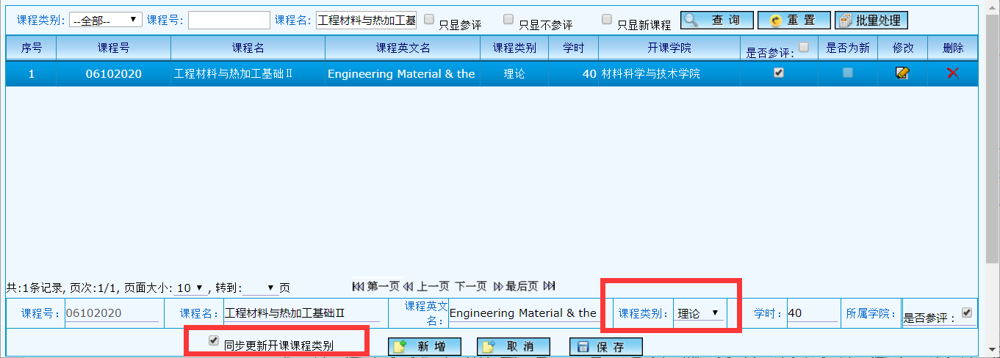 课程类别: --全部-- 课程号: 课程名: 工程材料与热加工基 只显参评 只显不参评 只显新课程 查 询 重 置 批量处理
序号 课程号 课程名 课程英文名 课程类别 学时 开课学院 是否参评: 是否为新 修改 删除
1 06102020 工程材料与热加工基础Ⅱ Engineering Material & the 理论 40 材料科学与技术学院
共:1条记录, 页次:1/1, 页面大小: 10 , 转到: 页 第一页 上一页 下一页 最后页
课程号: 06102020 课程名: 工程材料与热加工基础Ⅱ 课程英文名: Engineering Material & the 课程类别: 理论 学时: 40 所属学院: 是否参评：
同步更新开课课程类别 新 增 取 消 保 存